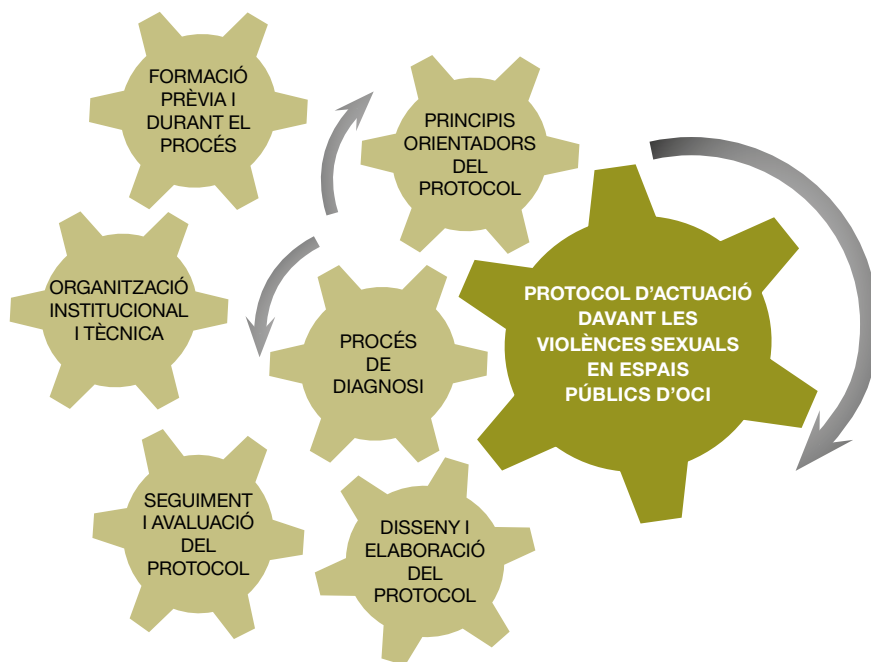 FORMACIÓ
PRÈVIA I
DURANT EL
PROCÉS
PRINCIPIS
ORIENTADORS
DEL
PROTOCOL
ORGANITZACIÓ
INSTITUCIONAL
I TÈCNICA
PROCÉS
DE
DIAGNOSI
PROTOCOL D’ACTUACIÓ
DAVANT LES
VIOLÈNCES SEXUALS
EN ESPAIS
PÚBLICS D’OCI
SEGUIMENT
I AVALUACIÓ
DEL
PROTOCOL
DISSENY I
ELABORACIÓ
DEL
PROTOCOL